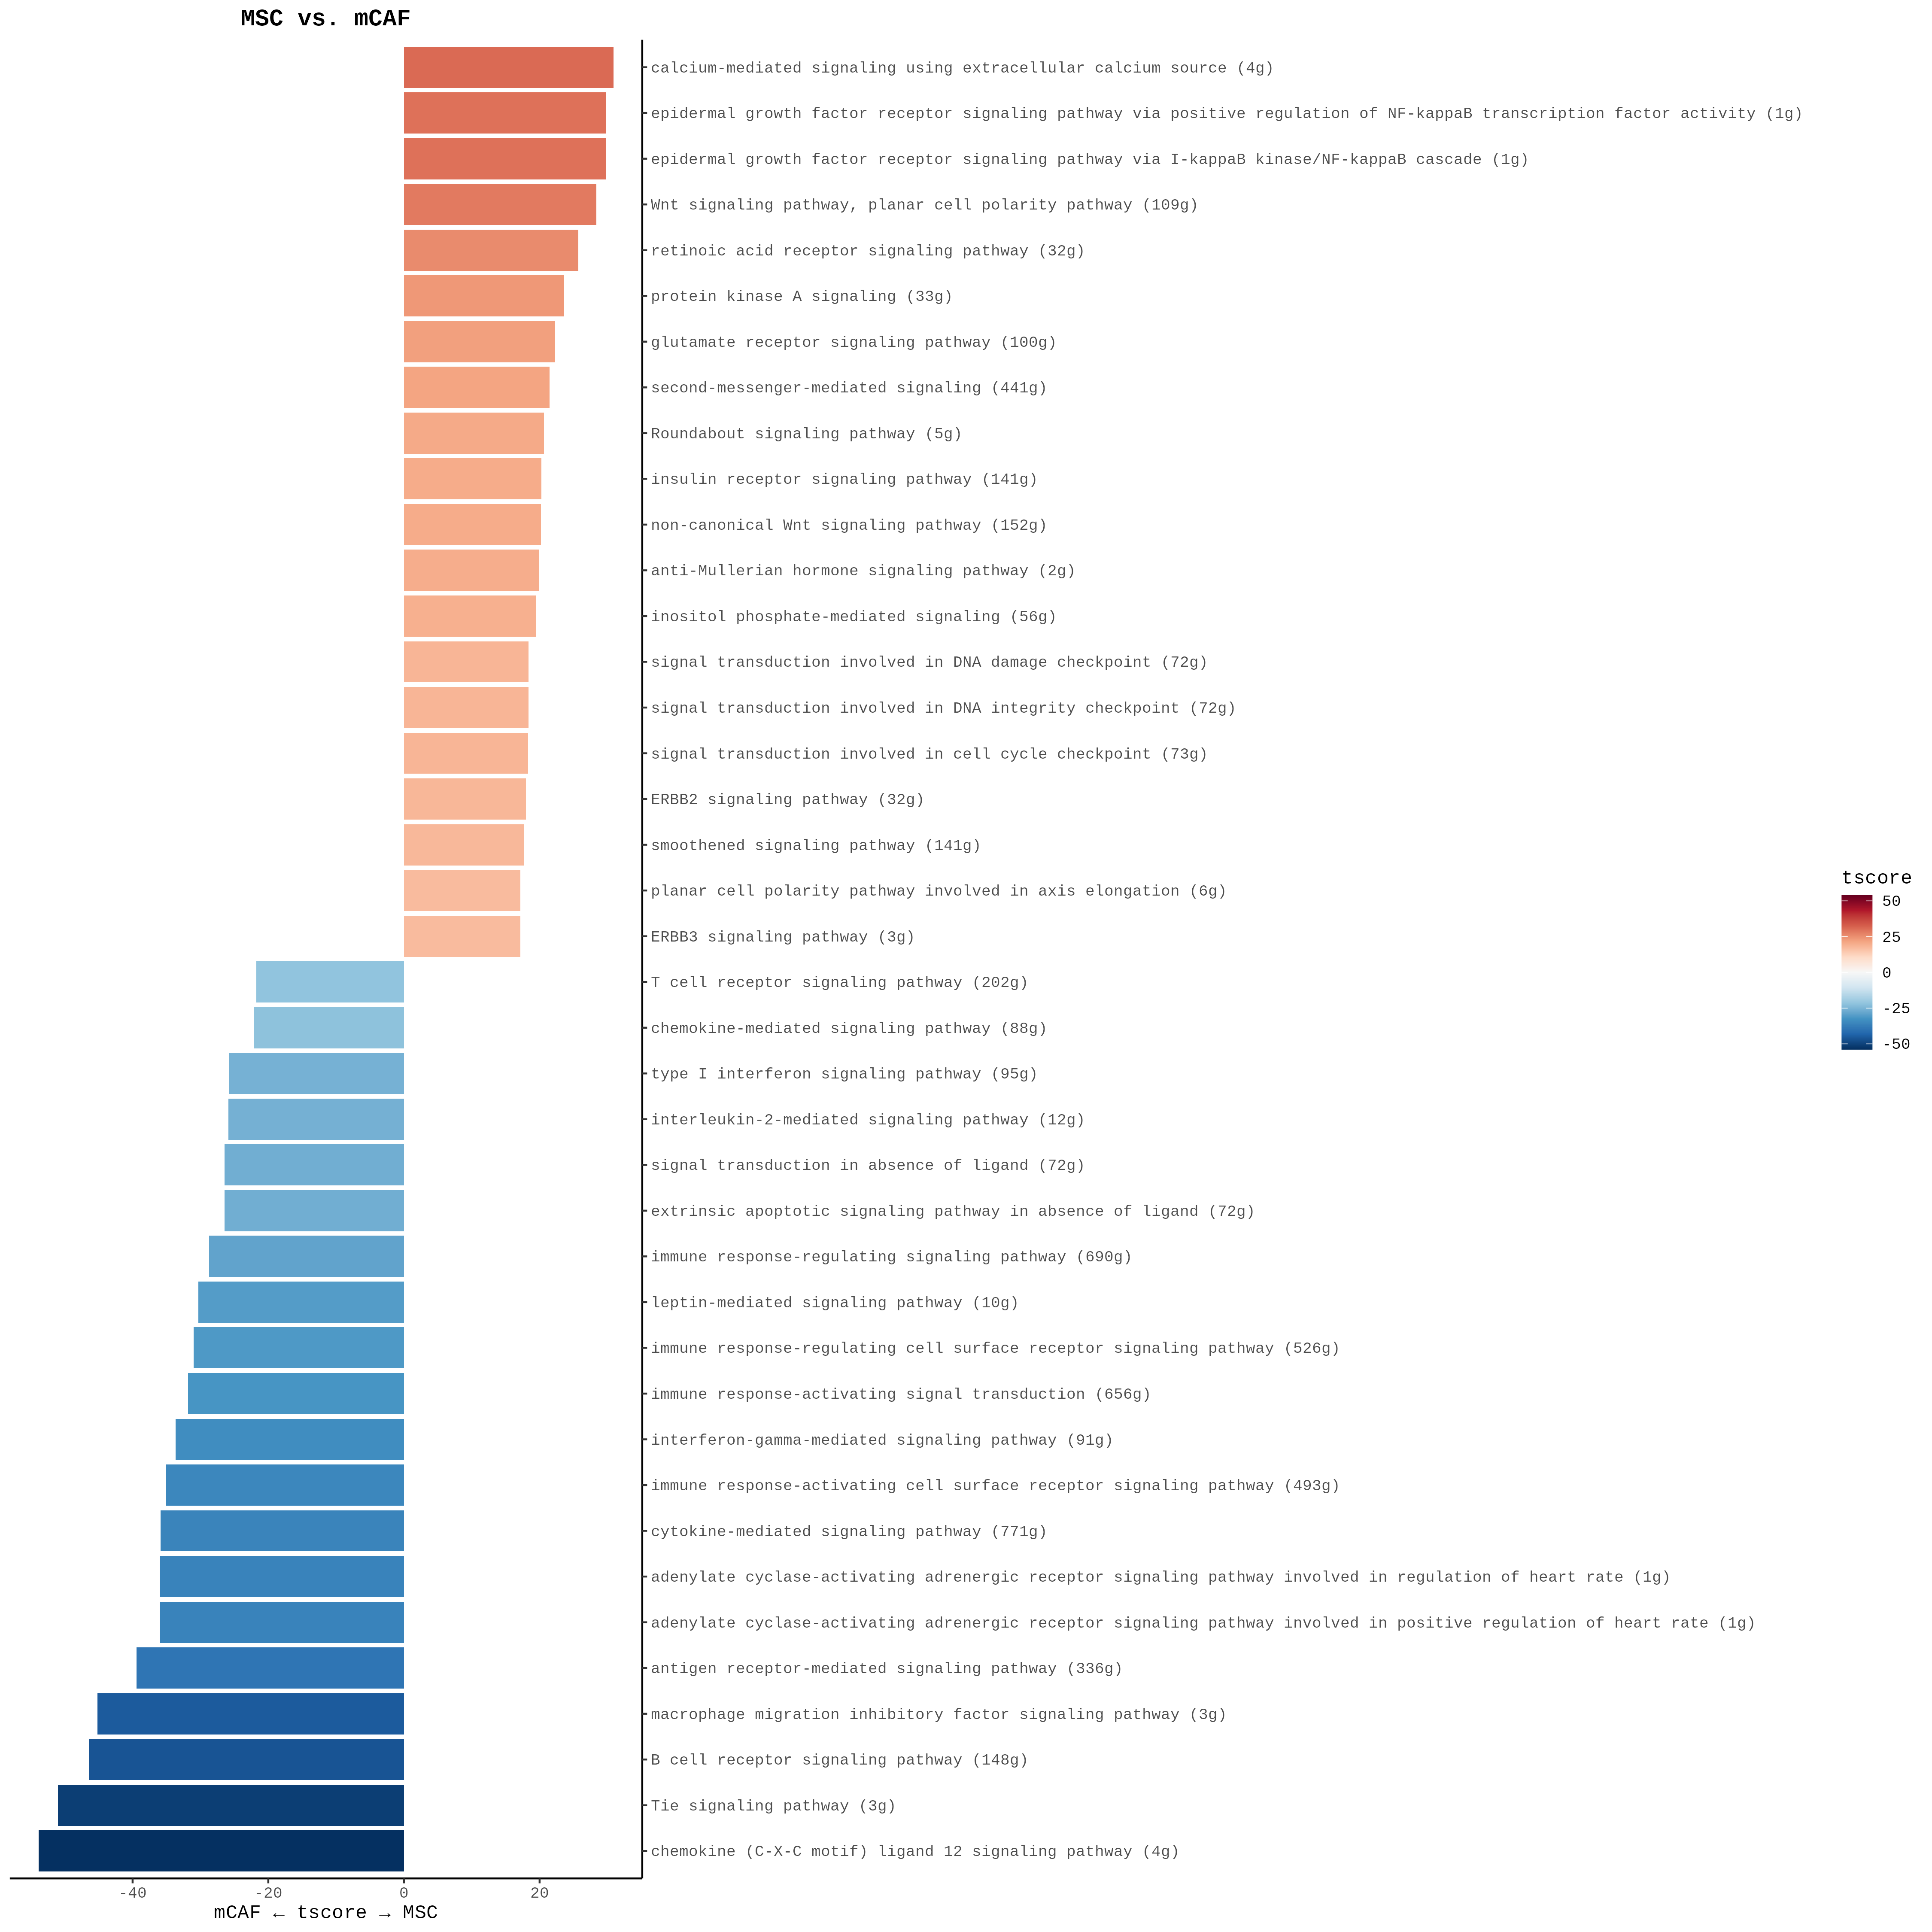 MSC vs. mCAF
calcium-mediated signaling using extracellular calcium source (4g)
epidermal growth factor receptor signaling pathway via positive regulation of NF-kappaB transcription factor activity (1g)
epidermal growth factor receptor signaling pathway via I-kappaB kinase/NF-kappaB cascade (1g)
Wnt signaling pathway, planar cell polarity pathway (109g)
retinoic acid receptor signaling pathway (32g)
protein kinase A signaling (33g)
glutamate receptor signaling pathway (100g)
second-messenger-mediated signaling (441g)
Roundabout signaling pathway (5g)
insulin receptor signaling pathway (141g)
non-canonical Wnt signaling pathway (152g)
anti-Mullerian hormone signaling pathway (2g)
inositol phosphate-mediated signaling (56g)
signal transduction involved in DNA damage checkpoint (72g)
signal transduction involved in DNA integrity checkpoint (72g)
signal transduction involved in cell cycle checkpoint (73g)
ERBB2 signaling pathway (32g)
smoothened signaling pathway (141g)
planar cell polarity pathway involved in axis elongation (6g)
ERBB3 signaling pathway (3g)
T cell receptor signaling pathway (202g)
chemokine-mediated signaling pathway (88g)
type I interferon signaling pathway (95g)
interleukin-2-mediated signaling pathway (12g)
signal transduction in absence of ligand (72g)
extrinsic apoptotic signaling pathway in absence of ligand (72g)
immune response-regulating signaling pathway (690g)
leptin-mediated signaling pathway (10g)
immune response-regulating cell surface receptor signaling pathway (526g)
immune response-activating signal transduction (656g)
interferon-gamma-mediated signaling pathway (91g)
immune response-activating cell surface receptor signaling pathway (493g)
cytokine-mediated signaling pathway (771g)
adenylate cyclase-activating adrenergic receptor signaling pathway involved in regulation of heart rate (1g)
adenylate cyclase-activating adrenergic receptor signaling pathway involved in positive regulation of heart rate (1g)
antigen receptor-mediated signaling pathway (336g)
macrophage migration inhibitory factor signaling pathway (3g)
B cell receptor signaling pathway (148g)
Tie signaling pathway (3g)
chemokine (C-X-C motif) ligand 12 signaling pathway (4g)
-40 -20 0 20
mCAF ← tscore → MSC
tscore
50
25
0
-25
-50